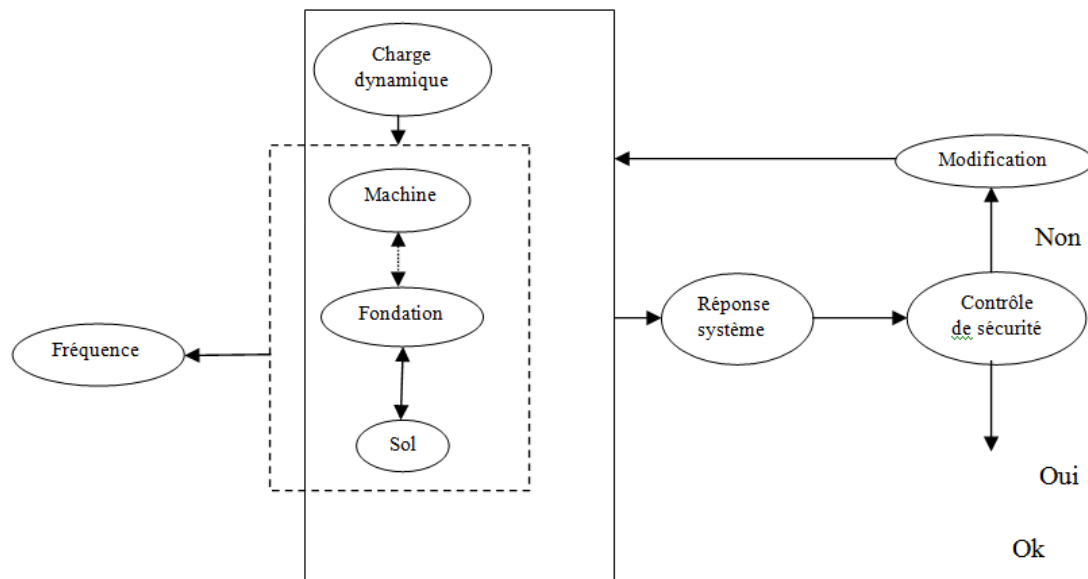 Charge
dynamique
Machine
Fondation
Sol
Fréquence
Réponse
système
Contrôle
de sécurité
Modification
Non
Oui
Ok